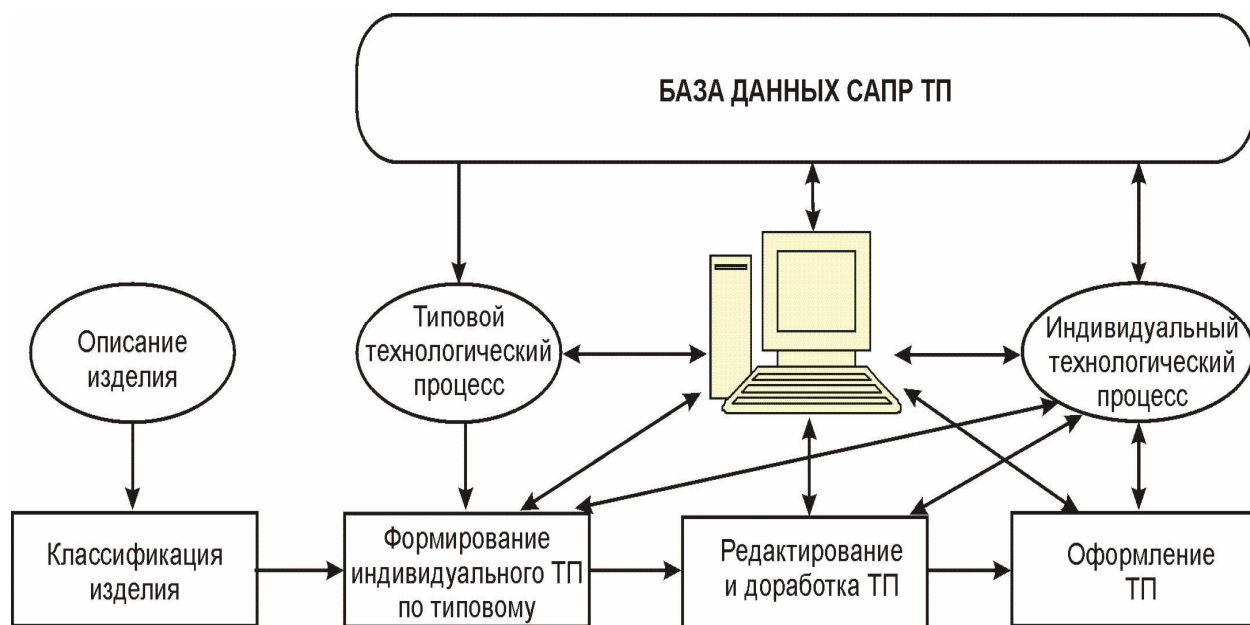 БАЗА ДАННЫХ САПР ТП
Описание
изделия
Типовой
технологический
процесс
Индивидуальный
технологический
процесс
Классификация
изделия
Формирование
индивидуального ТП
по типовому
Редактирование
и доработка ТП
Оформление
ТП